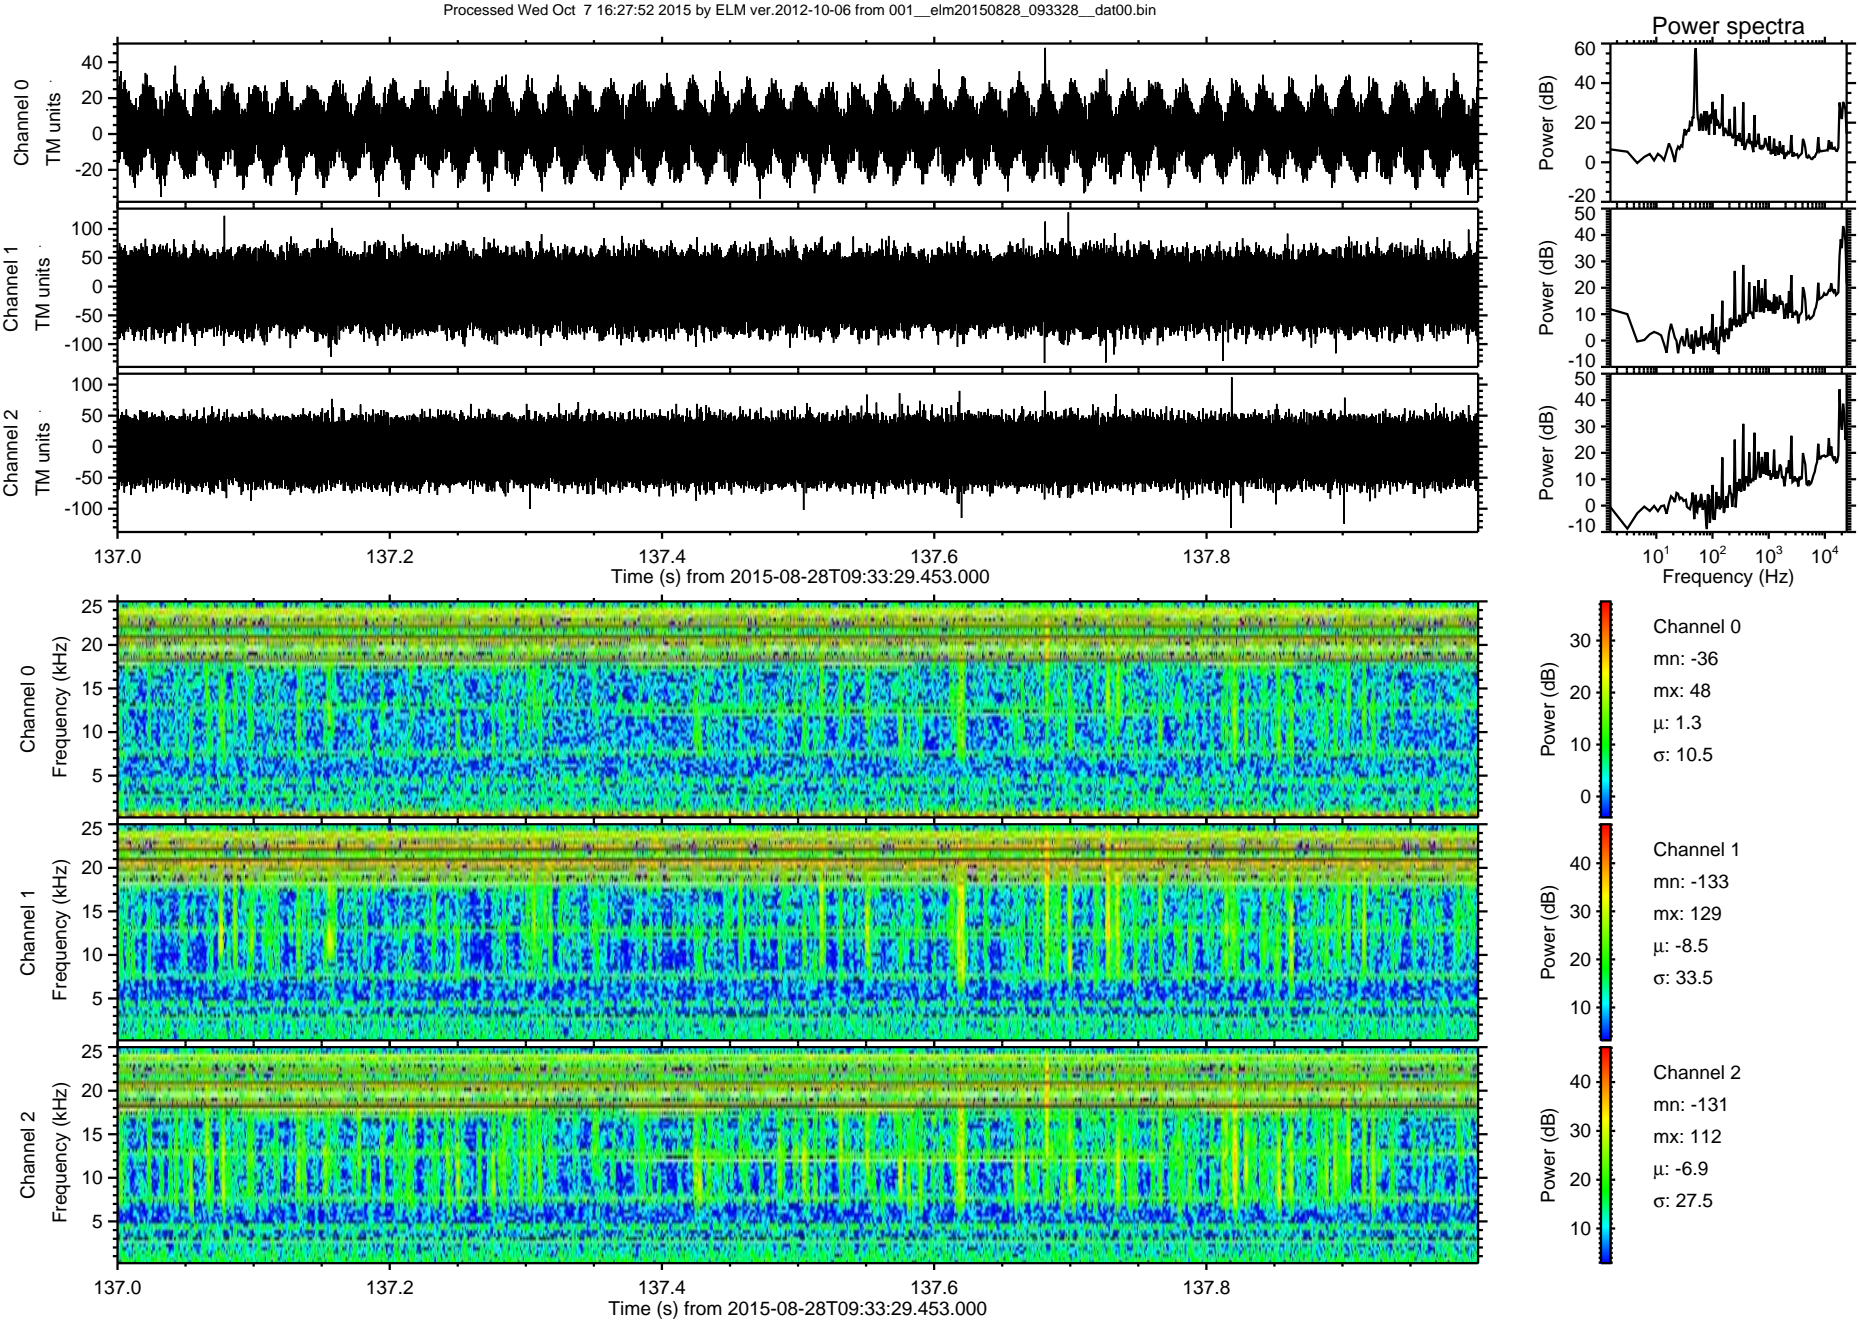 Processed Wed Oct 7 16:27:52 2015 by ELM ver.2012-10-06 from 001__elm20150828_093328__dat00.bin
Power spectra
Channel 0
TM units
40
20
0
-20
Power (dB)
60
40
20
0
-20
Channel 1
TM units
100
50
0
-50
-100
Power (dB)
50
40
30
20
10
0
-10
Channel 2
TM units
100
50
0
-50
-100
Power (dB)
50
40
30
20
10
0
-10
137.0 137.2 137.4 137.6 137.8
Time (s) from 2015-08-28T09:33:29.453.000
10¹ 10² 10³ 10⁴
Frequency (Hz)
Channel 0
Frequency (kHz)
25
20
15
10
5
Power (dB)
30
20
10
0
Channel 0
mn: -36
mx: 48
μ: 1.3
σ: 10.5
Channel 1
Frequency (kHz)
25
20
15
10
5
Power (dB)
40
30
20
10
Channel 1
mn: -133
mx: 129
μ: -8.5
σ: 33.5
Channel 2
Frequency (kHz)
25
20
15
10
5
Power (dB)
40
30
20
10
Channel 2
mn: -131
mx: 112
μ: -6.9
σ: 27.5
137.0 137.2 137.4 137.6 137.8
Time (s) from 2015-08-28T09:33:29.453.000